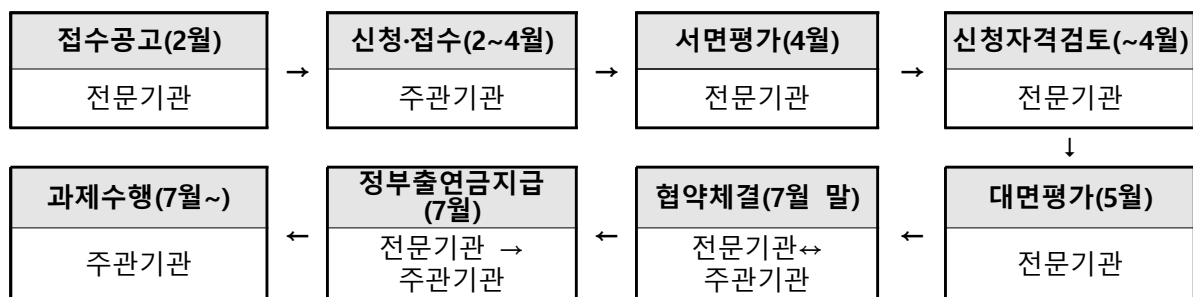 접수공고(2월) 신청·접수(2~4월) 서면평가(4월) 신청자격검토(~4월)
→ → →
전문기관 주관기관 전문기관 전문기관
↓
과제수행(7월~) 정부출연금지급 협약체결(7월 말) 대면평가(5월)
(7월)
← ← ←
주관기관 전문기관 → 전문기관↔ 전문기관
주관기관 주관기관